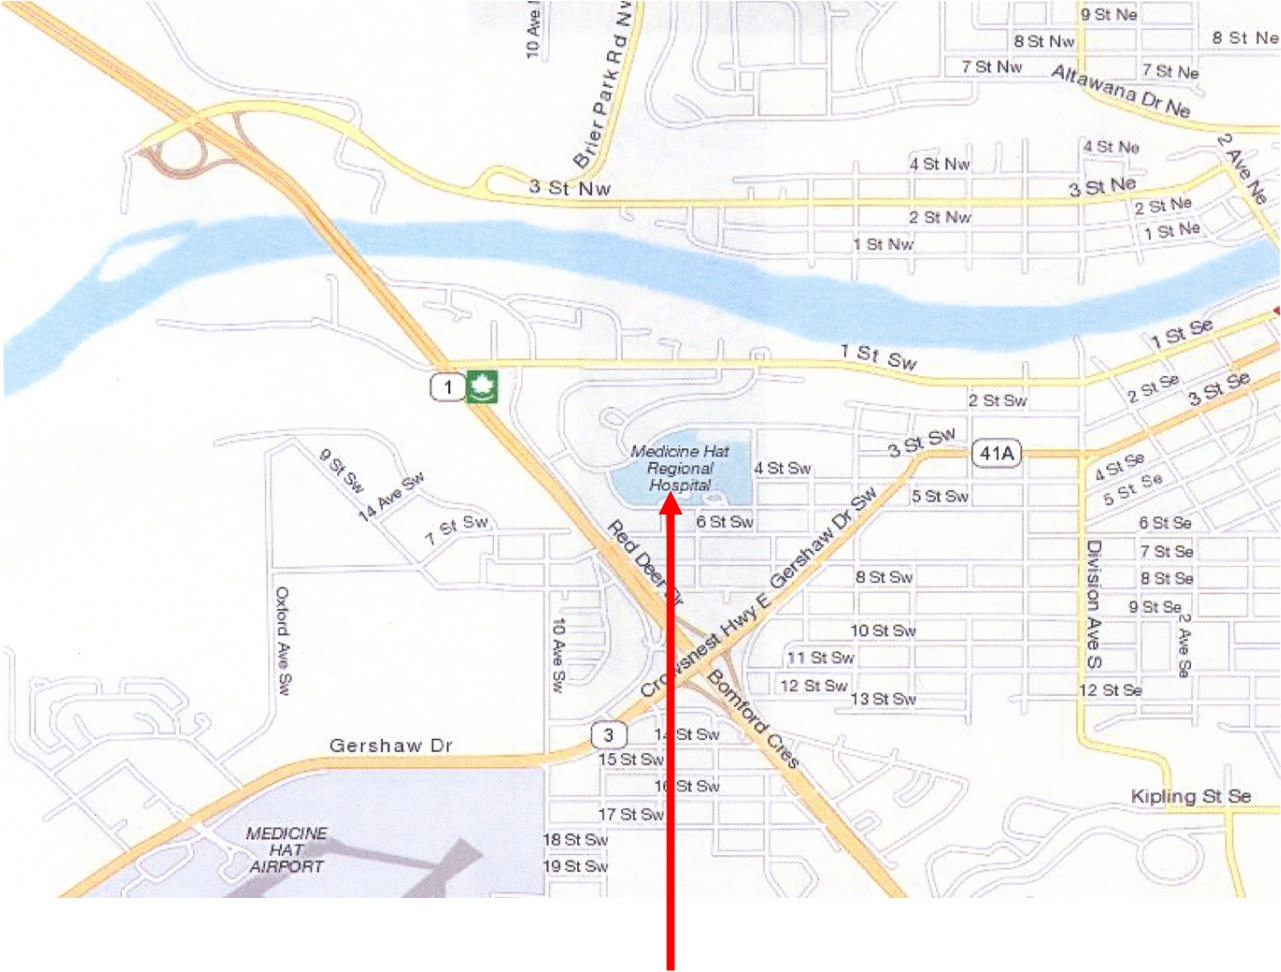 9 St Ne
10 Ave
Brier Park Rd Nw
8 St Nw
8 St Ne
7 St Nw
7 St Ne
Altawana Dr Ne
4 St Ne
2 Ave Ne
4 St Nw
3 St Nw
3 St Ne
2 St Ne
2 St Nw
1 St Ne
1 St Nw
1 St Se
1 St Sw
1
2 St Se
3 St Se
2 St Sw
3 St Sw
41A
Medicine Hat
Regional
Hospital
9 St Sw
14 Ave Sw
4 St Sw
4 St Se
5 St Se
5 St Sw
7 St Sw
6 St Sw
6 St Se
Red Deer Dr
Gershaw Dr Sw
7 St Se
8 St Sw
8 St Se
Division Ave S
9 St Se
2 Ave Se
Oxford Ave Sw
10 Ave Sw
Crowsnest Hwy E
10 St Sw
11 St Sw
12 St Sw
13 St Sw
12 St Se
Bomford Cres
3
14 St Sw
Gershaw Dr
15 St Sw
16 St Sw
Kipling St Se
17 St Sw
MEDICINE
HAT
AIRPORT
18 St Sw
19 St Sw